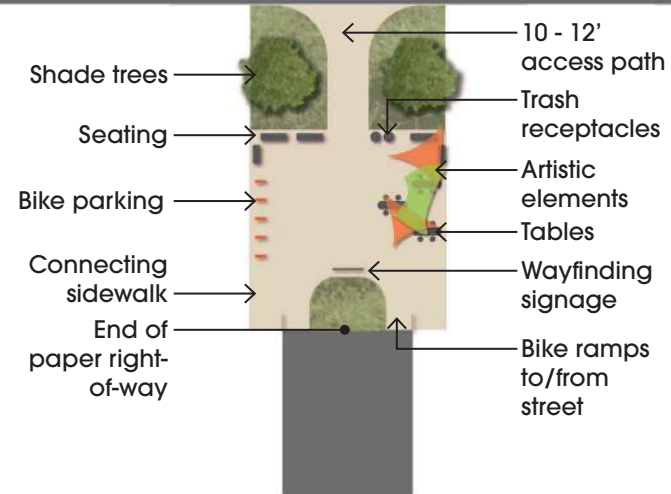 Shade trees
Seating
Bike parking
Connecting
sidewalk
End of
paper right-
of-way
10 - 12’
access path
Trash
receptacles
Artistic
elements
Tables
Wayfinding
signage
Bike ramps
to/from
street